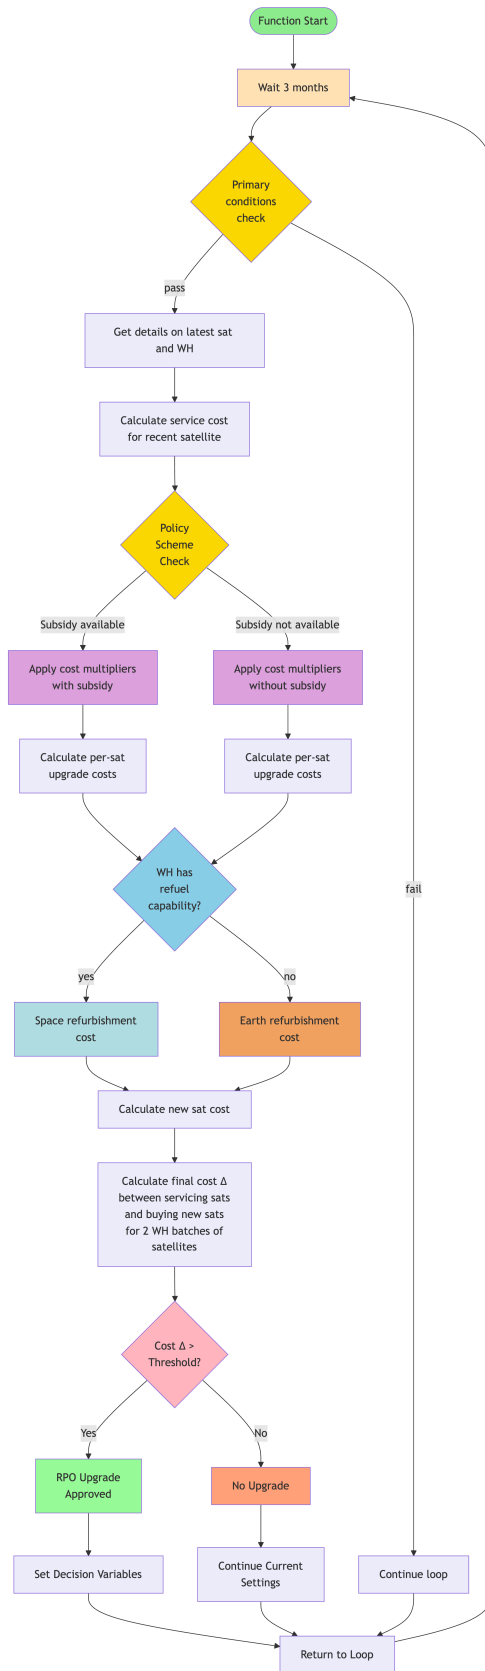 Function Start
Wait 3 months
Primary
conditions
check
pass
Get details on latest sat
and WH
Calculate service cost
for recent satellite
Policy
Scheme
Check
Subsidy available
Subsidy not available
Apply cost multipliers
with subsidy
Apply cost multipliers
without subsidy
Calculate per-sat
upgrade costs
Calculate per-sat
upgrade costs
WH has
refuel
capability?
fail
yes
no
Space refurbishment
cost
Earth refurbishment
cost
Calculate new sat cost
Calculate final cost Δ
between servicing sats
and buying new sats
for 2 WH batches of
satellites
Cost Δ >
Threshold?
Yes
No
RPO Upgrade
Approved
No Upgrade
Set Decision Variables
Continue Current
Settings
Continue loop
Return to Loop